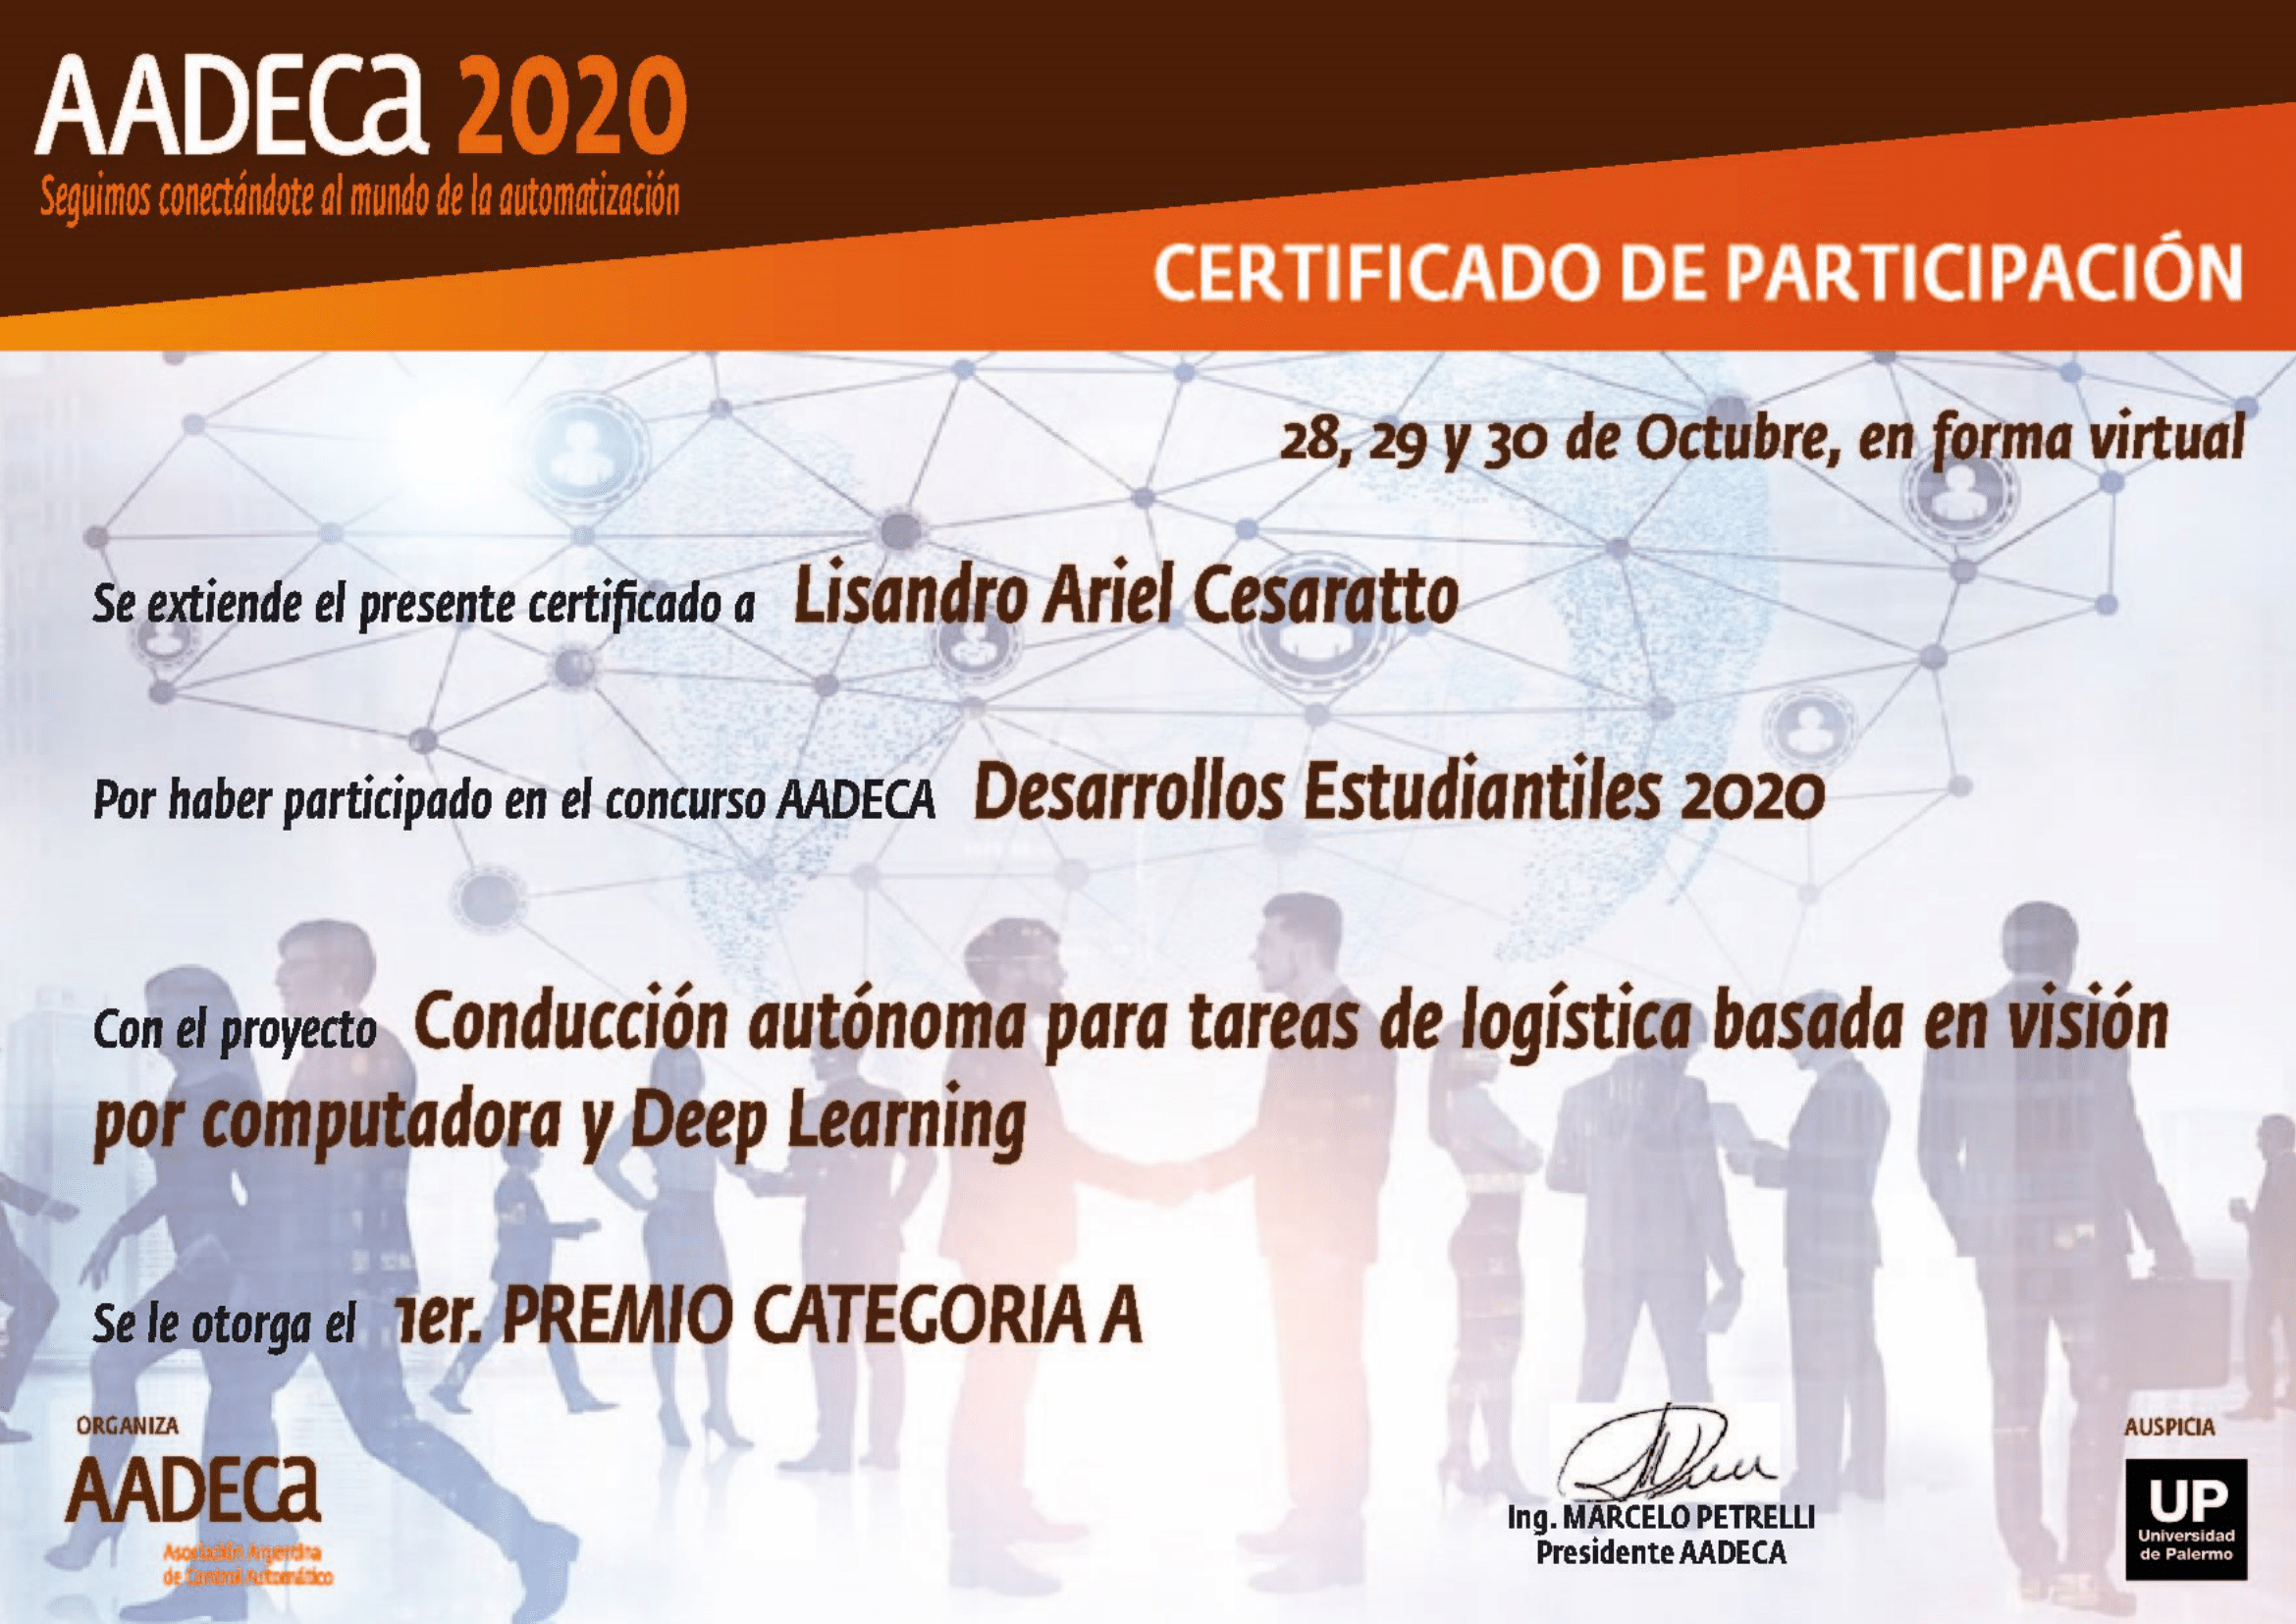 AADECa 2020
Seguimos conectándote al mundo de la automatización
CERTIFICADO DE PARTICIPACIÓN
28, 29 y 30 de Octubre, en forma virtual
Se extiende el presente certificado a Lisandro Ariel Cesaratto
Por haber participado en el concurso AADECA Desarrollos Estudiantiles 2020
Con el proyecto Conducción autónoma para tareas de logística basada en visión
por computadora y Deep Learning
Se le otorga el 1er. PREMIO CATEGORIA A
ORGANIZA
AADECa
Asociación Argentina
de Control Automático
Ing. MARCELO PETRELLI
Presidente AADECA
AUSPICIA
UP
Universidad
de Palermo